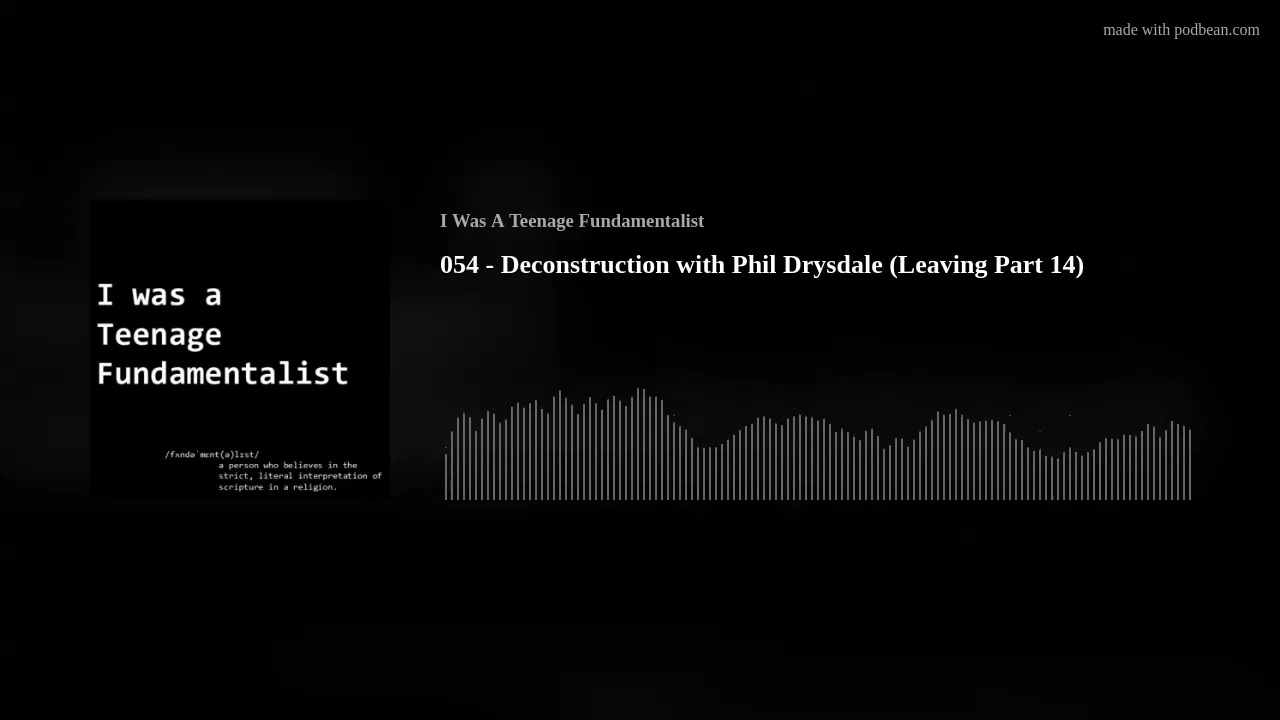 made with podbean.com
I Was A Teenage Fundamentalist
054 - Deconstruction with Phil Drysdale (Leaving Part 14)
I was a
Teenage
Fundamentalist
/fʌndəˈmɛnt(ə)lɪst/
a person who believes in the
strict, literal interpretation of
scripture in a religion.